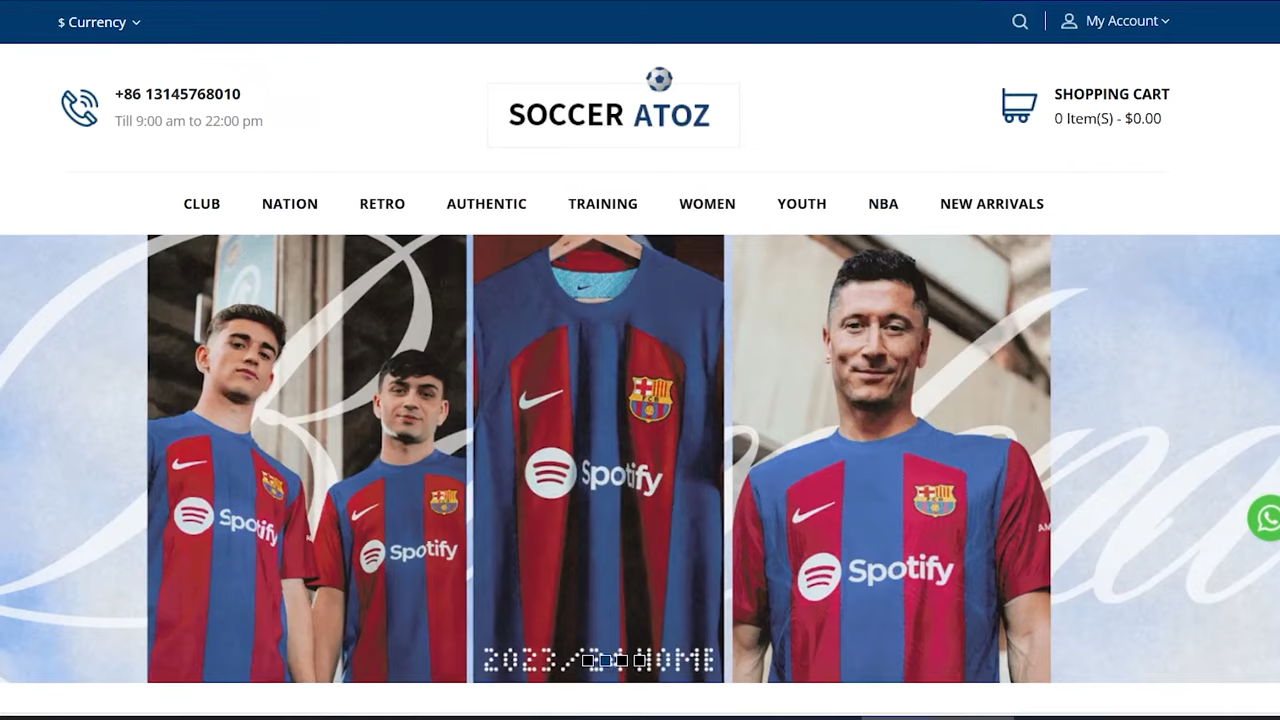 $ Currency
My Account
+86 13145768010
Till 9:00 am to 22:00 pm
SOCCER ATOZ
SHOPPING CART
0 Item(S) - $0.00
CLUB NATION RETRO AUTHENTIC TRAINING WOMEN YOUTH NBA NEW ARRIVALS
Spotify
Spotify
Spotify
Spotify
HOME